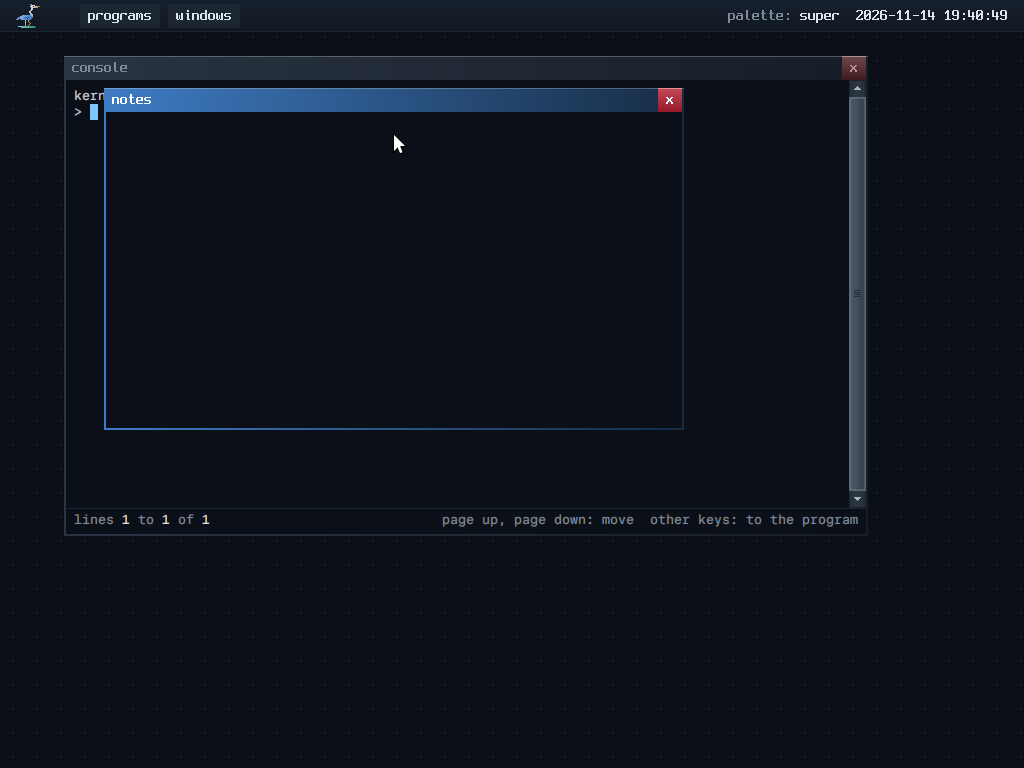 programs windows palette: super 2026-11-14 19:40:49
console x
kern
notes x
>
lines 1 to 1 of 1 page up, page down: move other keys: to the program